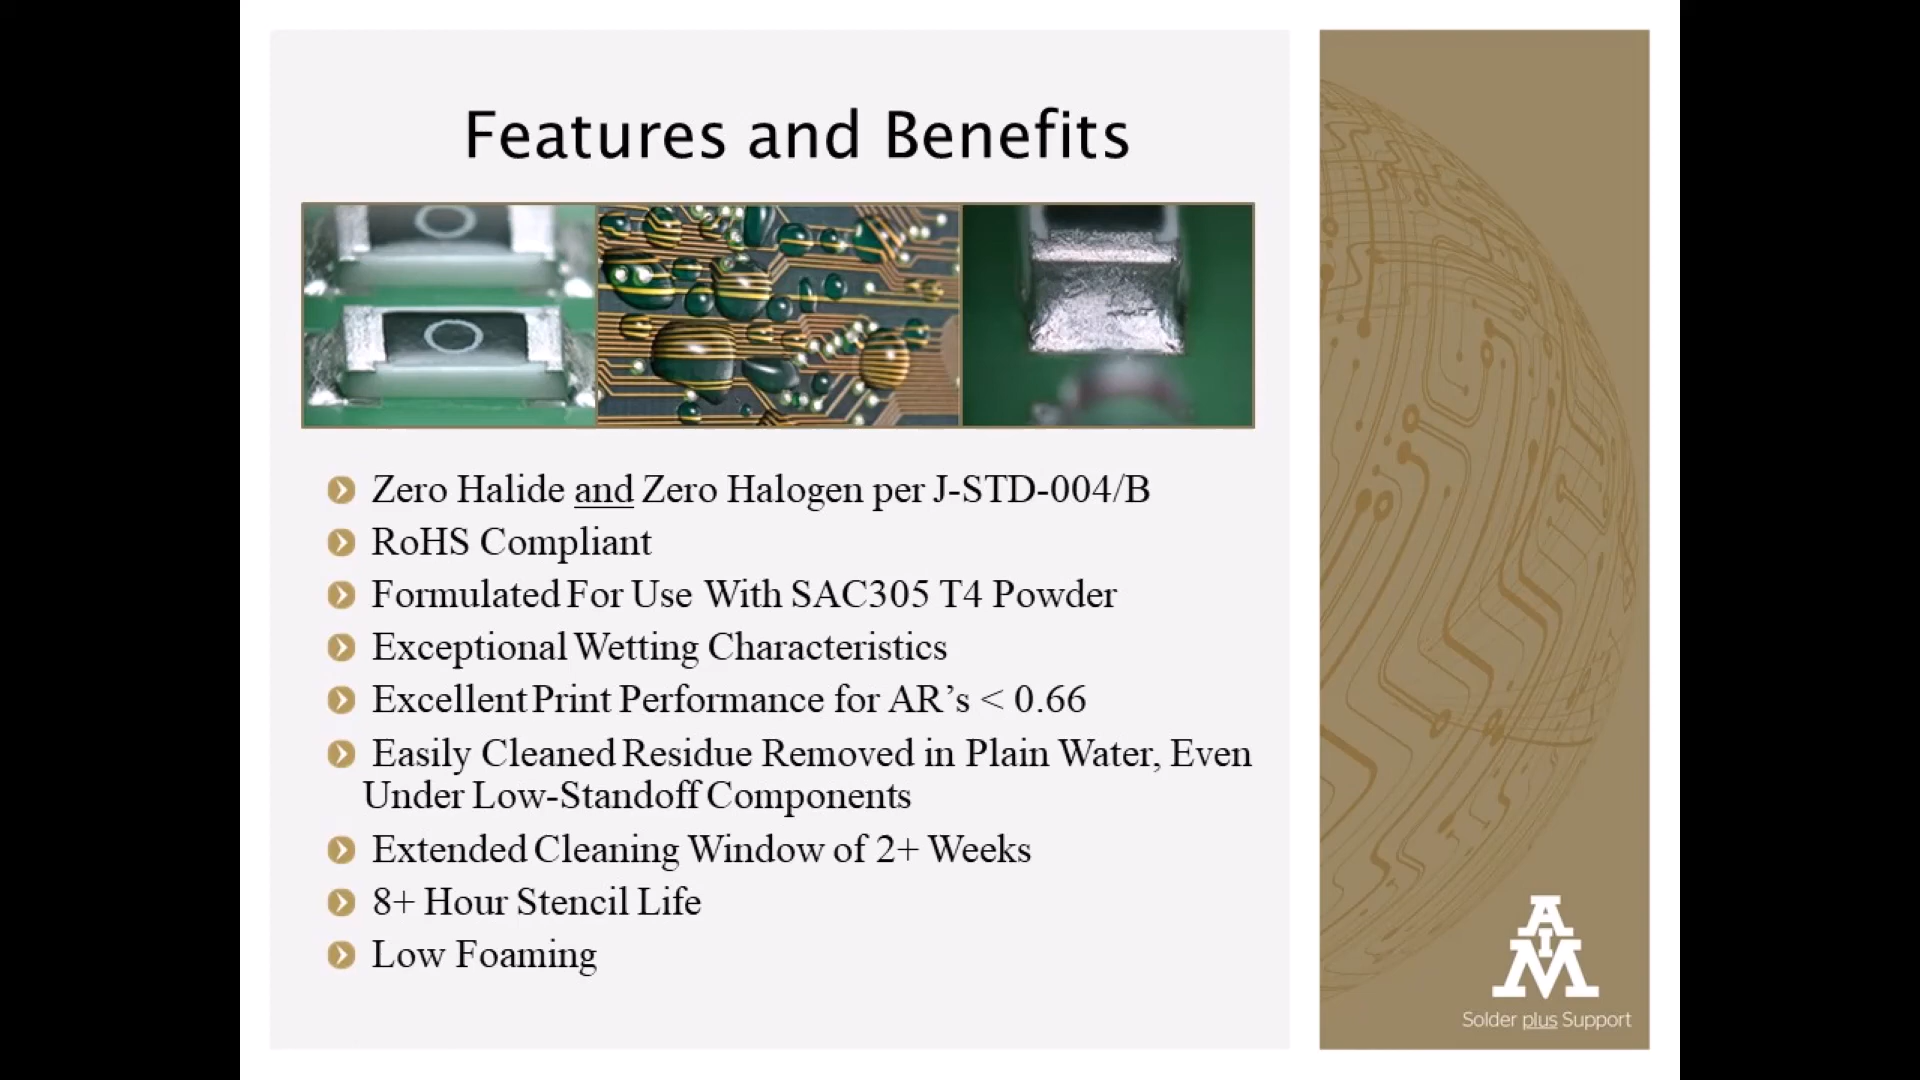 Features and Benefits
Zero Halide and Zero Halogen per J-STD-004/B
RoHS Compliant
Formulated For Use With SAC305 T4 Powder
Exceptional Wetting Characteristics
Excellent Print Performance for AR’s < 0.66
Easily Cleaned Residue Removed in Plain Water, Even
Under Low-Standoff Components
Extended Cleaning Window of 2+ Weeks
8+ Hour Stencil Life
Low Foaming
AIM
Solder plus Support